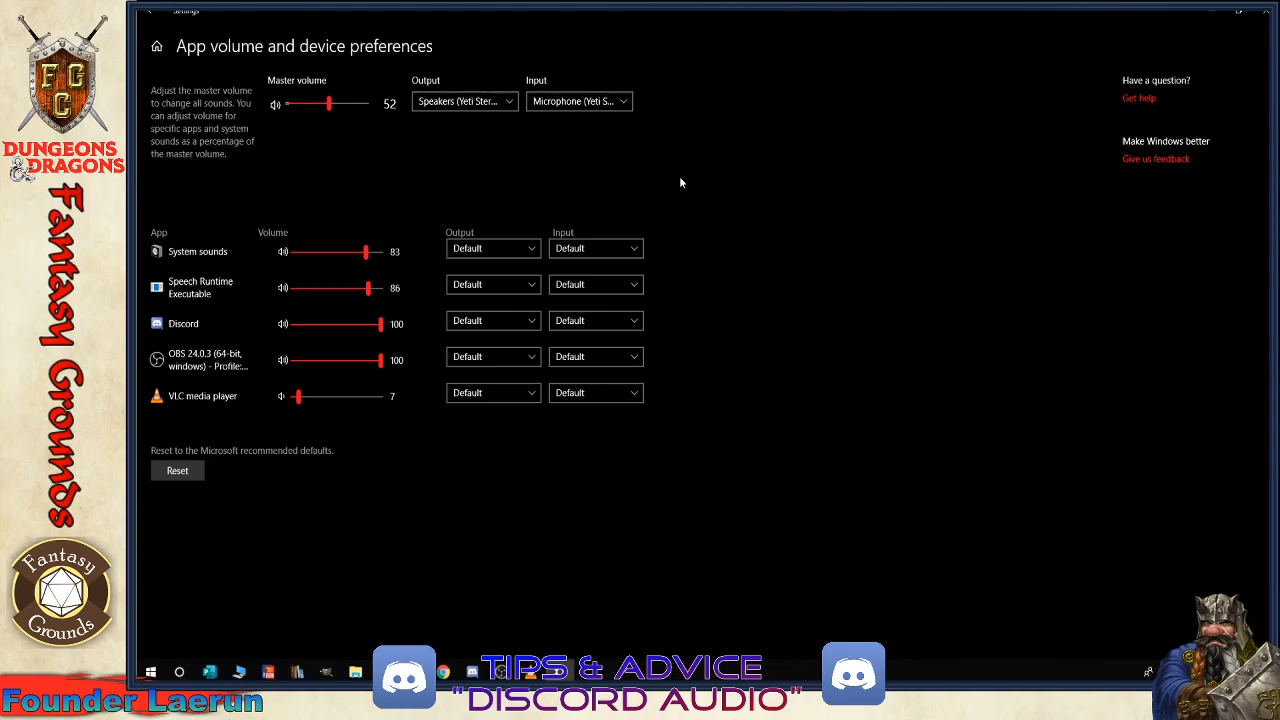 Settings
App volume and device preferences
Adjust the master volume
to change all sounds. You
can adjust volume for
specific apps and system
sounds as a percentage of
the master volume.
Master volume
52
Output
Speakers (Yeti Ster...
Input
Microphone (Yeti S...
Have a question?
Get help
Make Windows better
Give us feedback
App Volume Output Input
System sounds 83 Default Default
Speech Runtime
Executable 86 Default Default
Discord 100 Default Default
OBS 24.0.3 (64-bit,
windows) - Profile:... 100 Default Default
VLC media player 7 Default Default
Reset to the Microsoft recommended defaults.
Reset
FGC
DUNGEONS
& DRAGONS
Fantasy Grounds
Fantasy
Grounds
Founder Laerun
TIPS & ADVICE
"DISCORD AUDIO"